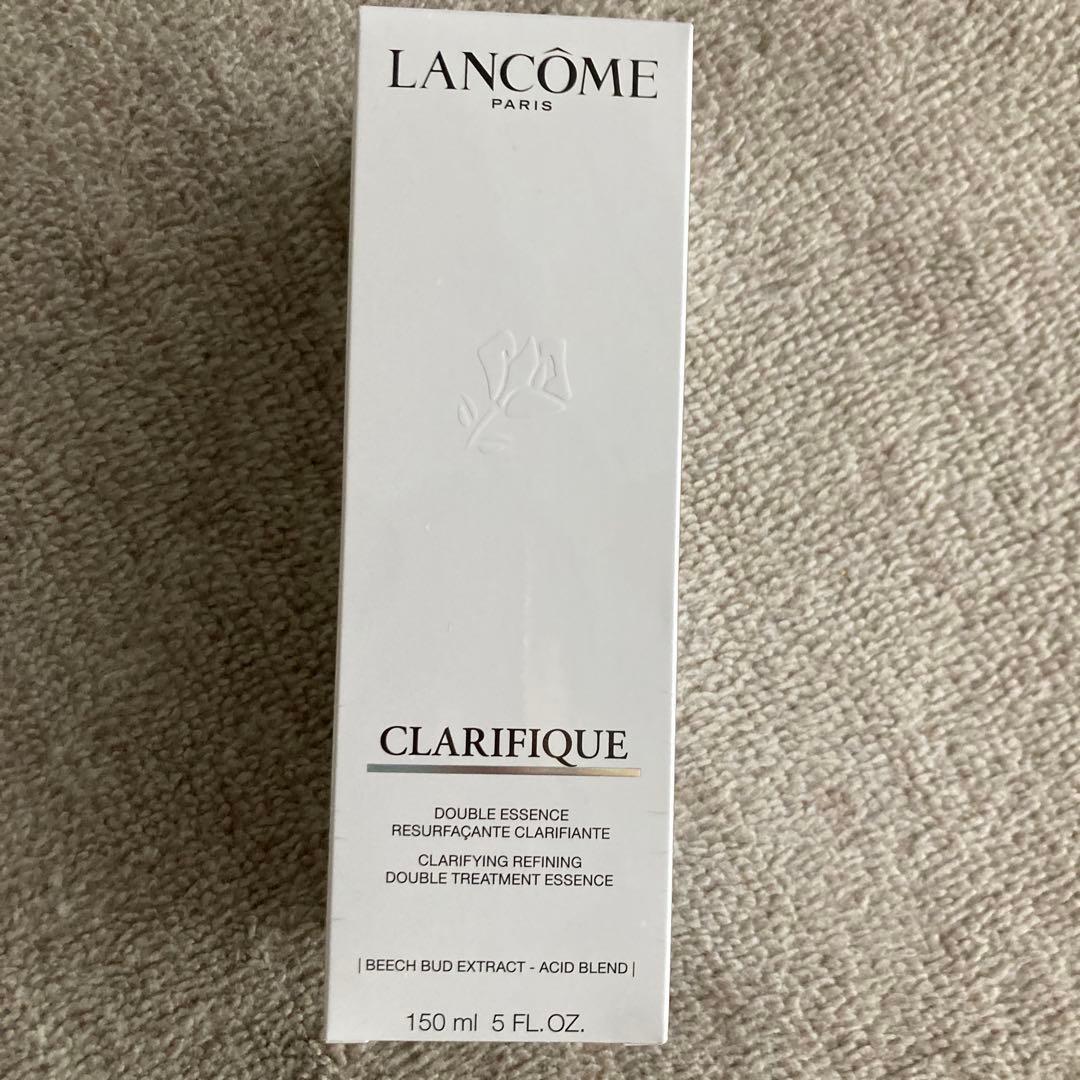 LANCÔME
PARIS
CLARIFIQUE
DOUBLE ESSENCE
RESURFAÇANTE CLARIFIANTE
CLARIFYING REFINING
DOUBLE TREATMENT ESSENCE
| BEECH BUD EXTRACT - ACID BLEND |
150 ml 5 FL.OZ.